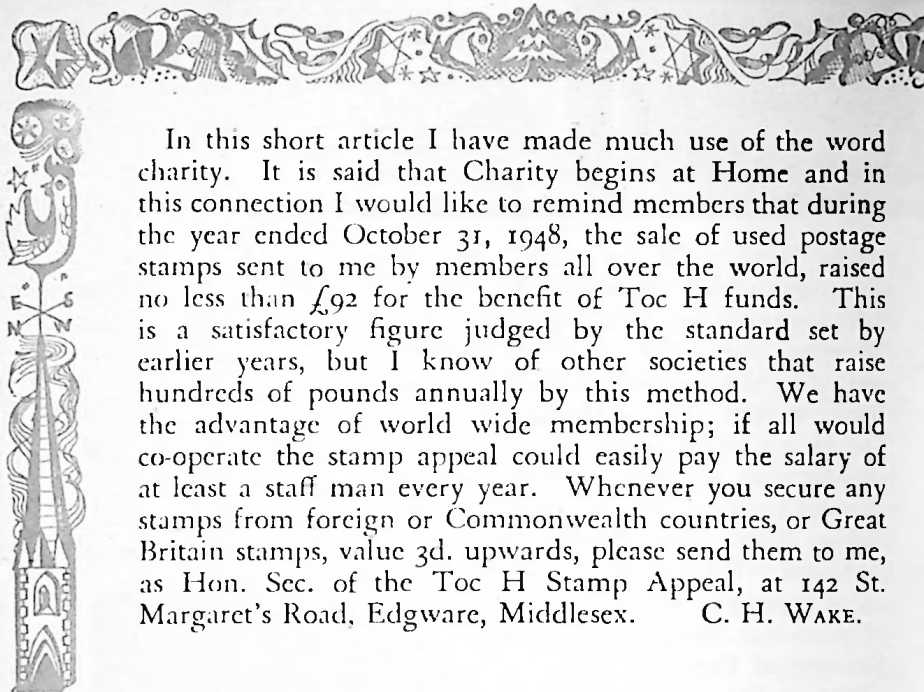 In this short article I have made much use of the word
charity. It is said that Charity begins at Home and in
this connection I would like to remind members that during
the year ended October 31, 1948, the sale of used postage
stamps sent to me by members all over the world, raised
no less than £92 for the benefit of Toc H funds. This
is a satisfactory figure judged by the standard set by
earlier years, but I know of other societies that raise
hundreds of pounds annually by this method. We have
the advantage of world wide membership; if all would
co-operate the stamp appeal could easily pay the salary of
at least a staff man every year. Whenever you secure any
stamps from foreign or Commonwealth countries, or Great
Britain stamps, value 3d. upwards, please send them to me,
as Hon. Sec. of the Toc H Stamp Appeal, at 142 St.
Margaret's Road, Edgware, Middlesex. C. H. WAKE.
E S
N W